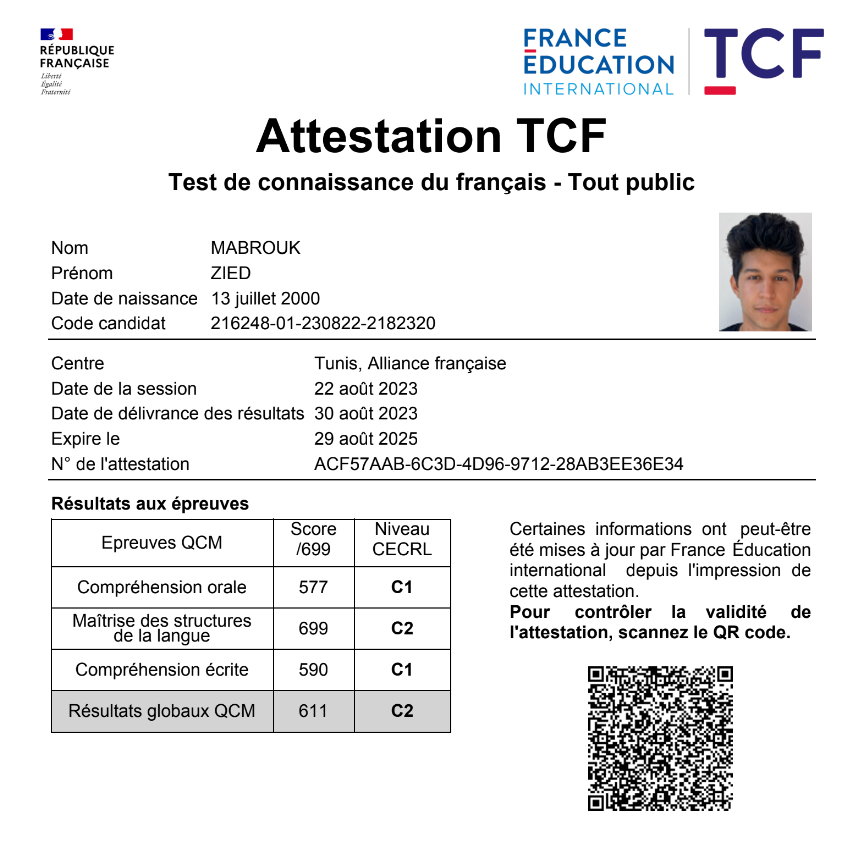 RÉPUBLIQUE
FRANÇAISE
Liberté
Égalité
Fraternité
FRANCE
ÉDUCATION
INTERNATIONAL
TCF
Attestation TCF
Test de connaissance du français - Tout public
Nom MABROUK
Prénom ZIED
Date de naissance 13 juillet 2000
Code candidat 216248-01-230822-2182320
Centre Tunis, Alliance française
Date de la session 22 août 2023
Date de délivrance des résultats 30 août 2023
Expire le 29 août 2025
N° de l'attestation ACF57AAB-6C3D-4D96-9712-28AB3EE36E34
Résultats aux épreuves
Epreuves QCM Score /699 Niveau CECRL
Compréhension orale 577 C1
Maîtrise des structures de la langue 699 C2
Compréhension écrite 590 C1
Résultats globaux QCM 611 C2
Certaines informations ont peut-être
été mises à jour par France Éducation
international depuis l'impression de
cette attestation.
Pour contrôler la validité de
l'attestation, scannez le QR code.